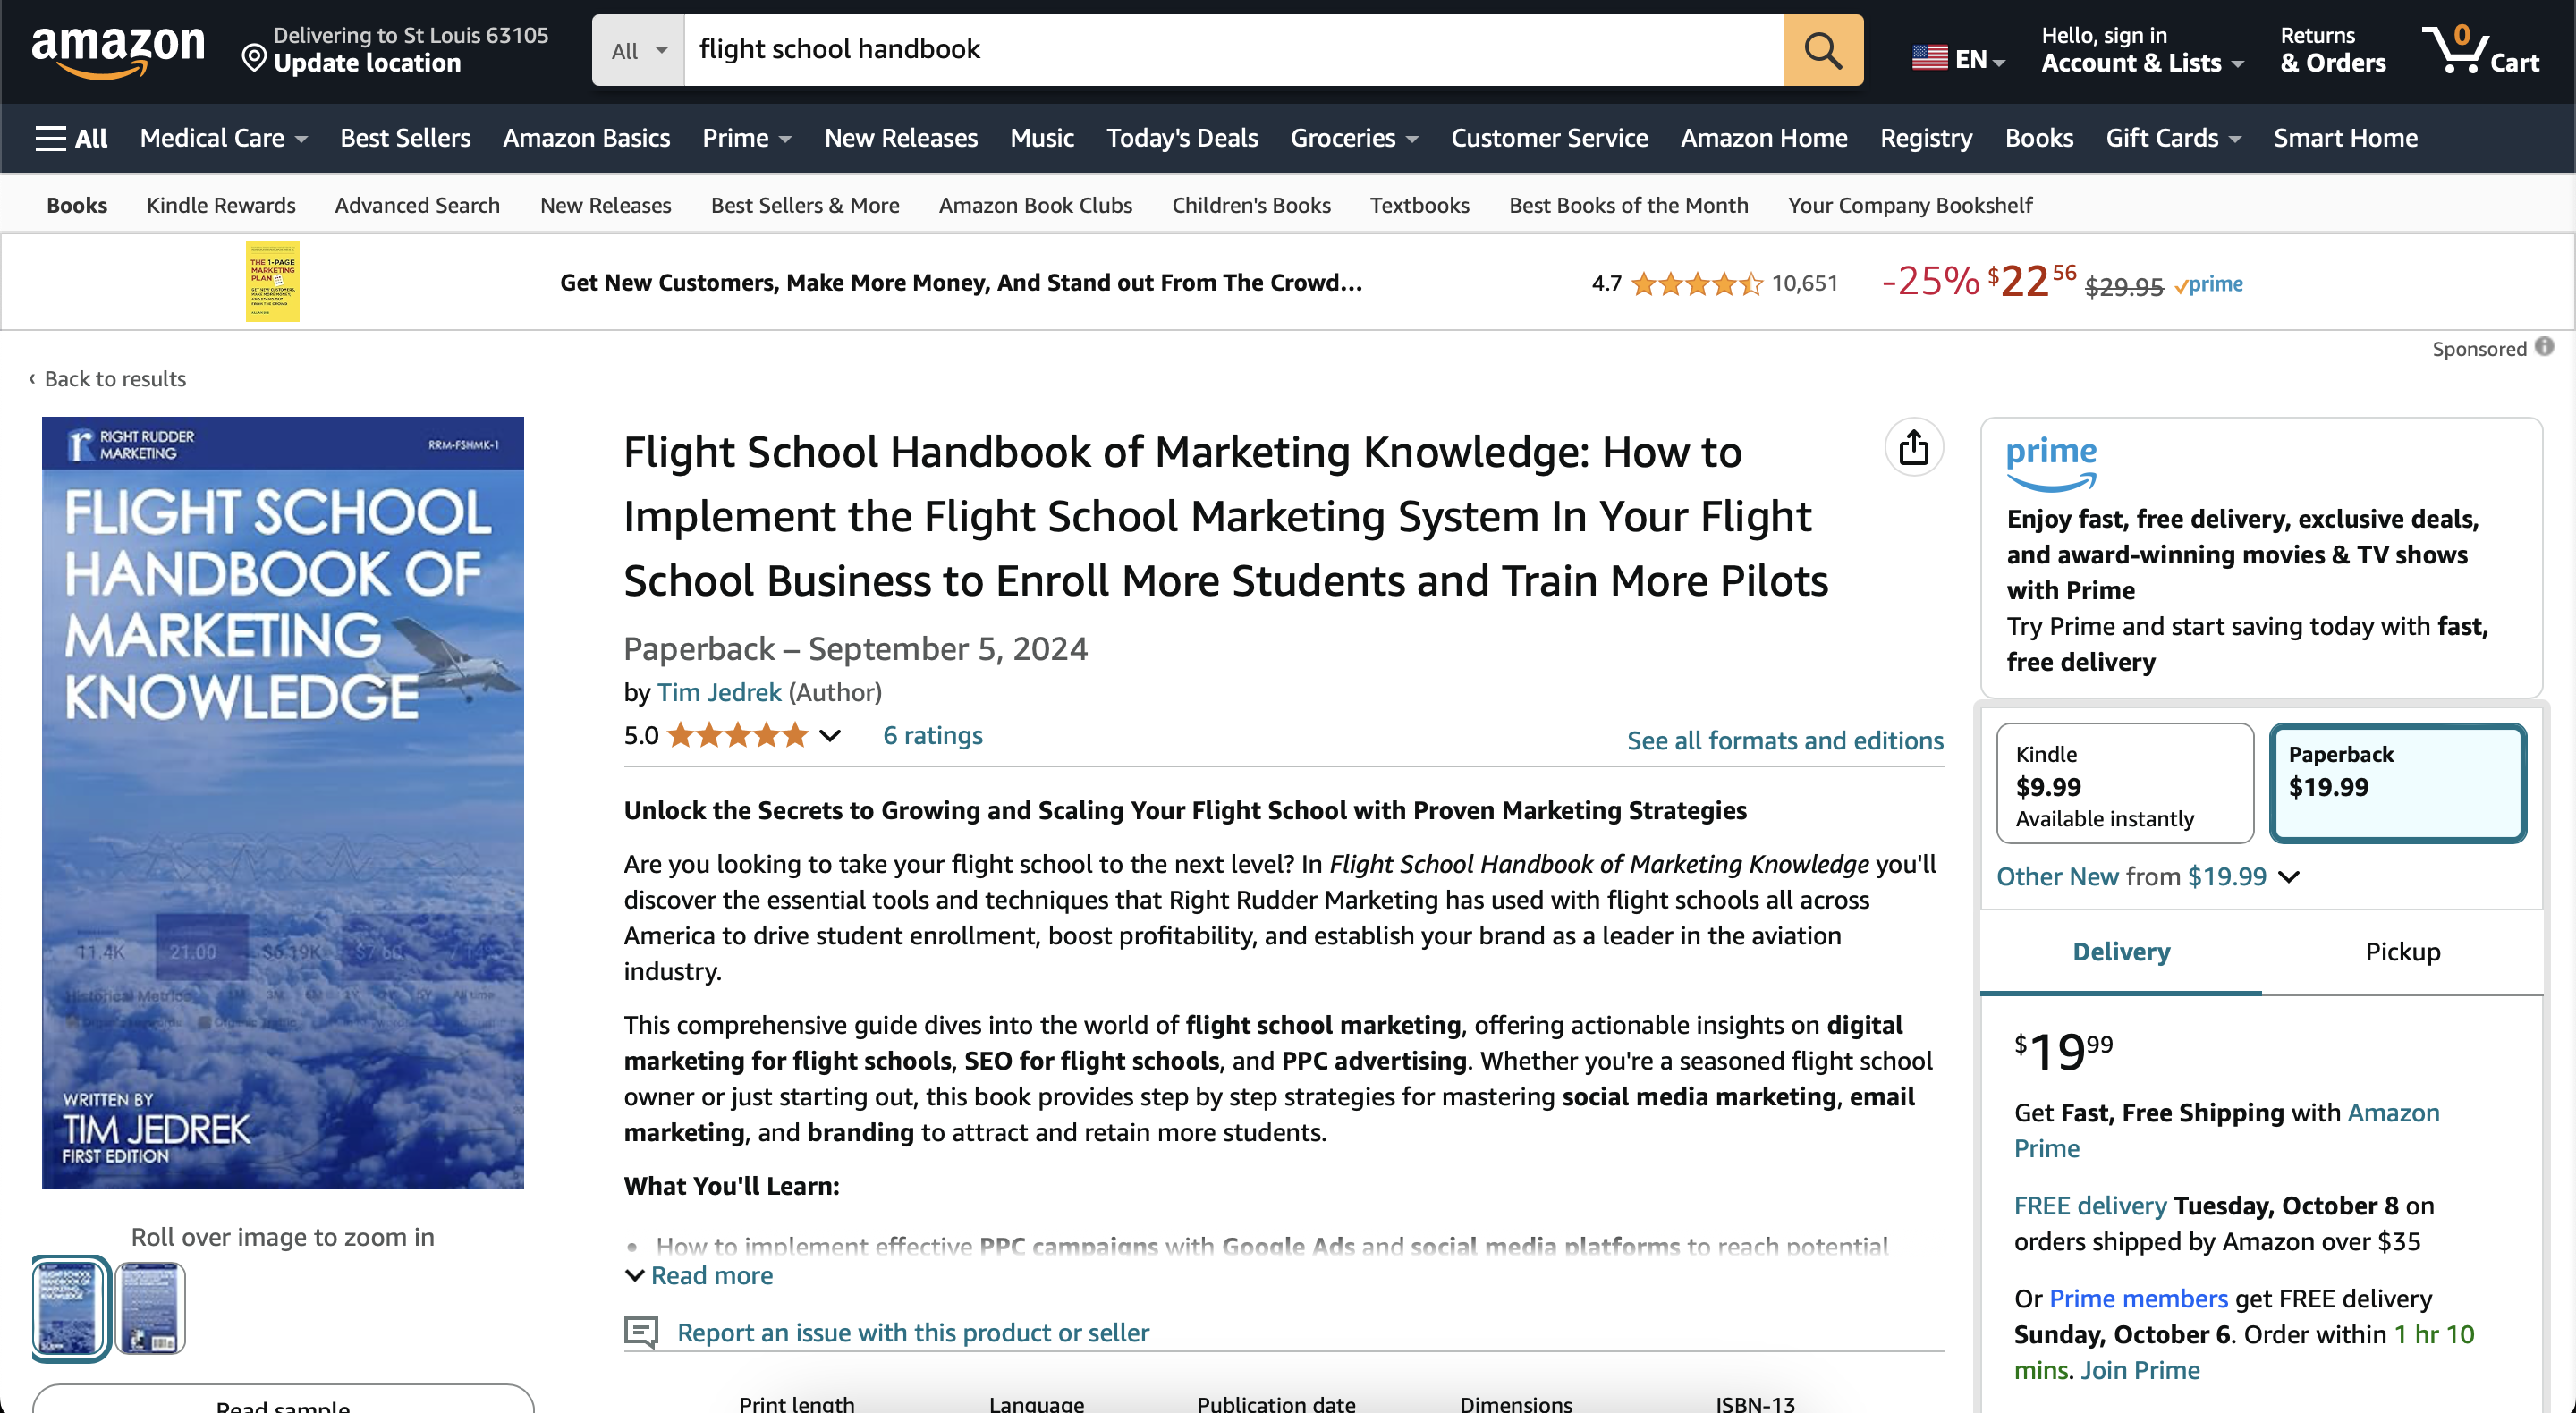 amazon
Delivering to St Louis 63105
Update location
All
flight school handbook
EN
Hello, sign in
Account & Lists
Returns
& Orders
0
Cart
All
Medical Care
Best Sellers
Amazon Basics
Prime
New Releases
Music
Today's Deals
Groceries
Customer Service
Amazon Home
Registry
Books
Gift Cards
Smart Home
Books
Kindle Rewards
Advanced Search
New Releases
Best Sellers & More
Amazon Book Clubs
Children's Books
Textbooks
Best Books of the Month
Your Company Bookshelf
THE 1-PAGE
MARKETING
PLAN
Get New Customers, Make More Money, And Stand out From The Crowd...
4.7
10,651
-25% $22 56 $29.95 prime
Sponsored
‹ Back to results
RIGHT RUDDER
MARKETING
RRM-FSHMK-1
FLIGHT SCHOOL
HANDBOOK OF
MARKETING
KNOWLEDGE
11.4K
21.00
$6.19K
$7.60
Historical Metrics
3M
6M
1Y
5Y
All time
WRITTEN BY
TIM JEDREK
FIRST EDITION
Roll over image to zoom in
Read sample
Flight School Handbook of Marketing Knowledge: How to
Implement the Flight School Marketing System In Your Flight
School Business to Enroll More Students and Train More Pilots
Paperback – September 5, 2024
by Tim Jedrek (Author)
5.0
6 ratings
See all formats and editions
Unlock the Secrets to Growing and Scaling Your Flight School with Proven Marketing Strategies
Are you looking to take your flight school to the next level? In Flight School Handbook of Marketing Knowledge you'll
discover the essential tools and techniques that Right Rudder Marketing has used with flight schools all across
America to drive student enrollment, boost profitability, and establish your brand as a leader in the aviation
industry.
This comprehensive guide dives into the world of flight school marketing, offering actionable insights on digital
marketing for flight schools, SEO for flight schools, and PPC advertising. Whether you're a seasoned flight school
owner or just starting out, this book provides step by step strategies for mastering social media marketing, email
marketing, and branding to attract and retain more students.
What You'll Learn:
• How to implement effective PPC campaigns with Google Ads and social media platforms to reach potential
Read more
Report an issue with this product or seller
Print length
Language
Publication date
Dimensions
ISBN-13
prime
Enjoy fast, free delivery, exclusive deals,
and award-winning movies & TV shows
with Prime
Try Prime and start saving today with fast,
free delivery
Kindle
$9.99
Available instantly
Paperback
$19.99
Other New from $19.99
Delivery
Pickup
$19 99
Get Fast, Free Shipping with Amazon
Prime
FREE delivery Tuesday, October 8 on
orders shipped by Amazon over $35
Or Prime members get FREE delivery
Sunday, October 6. Order within 1 hr 10
mins. Join Prime